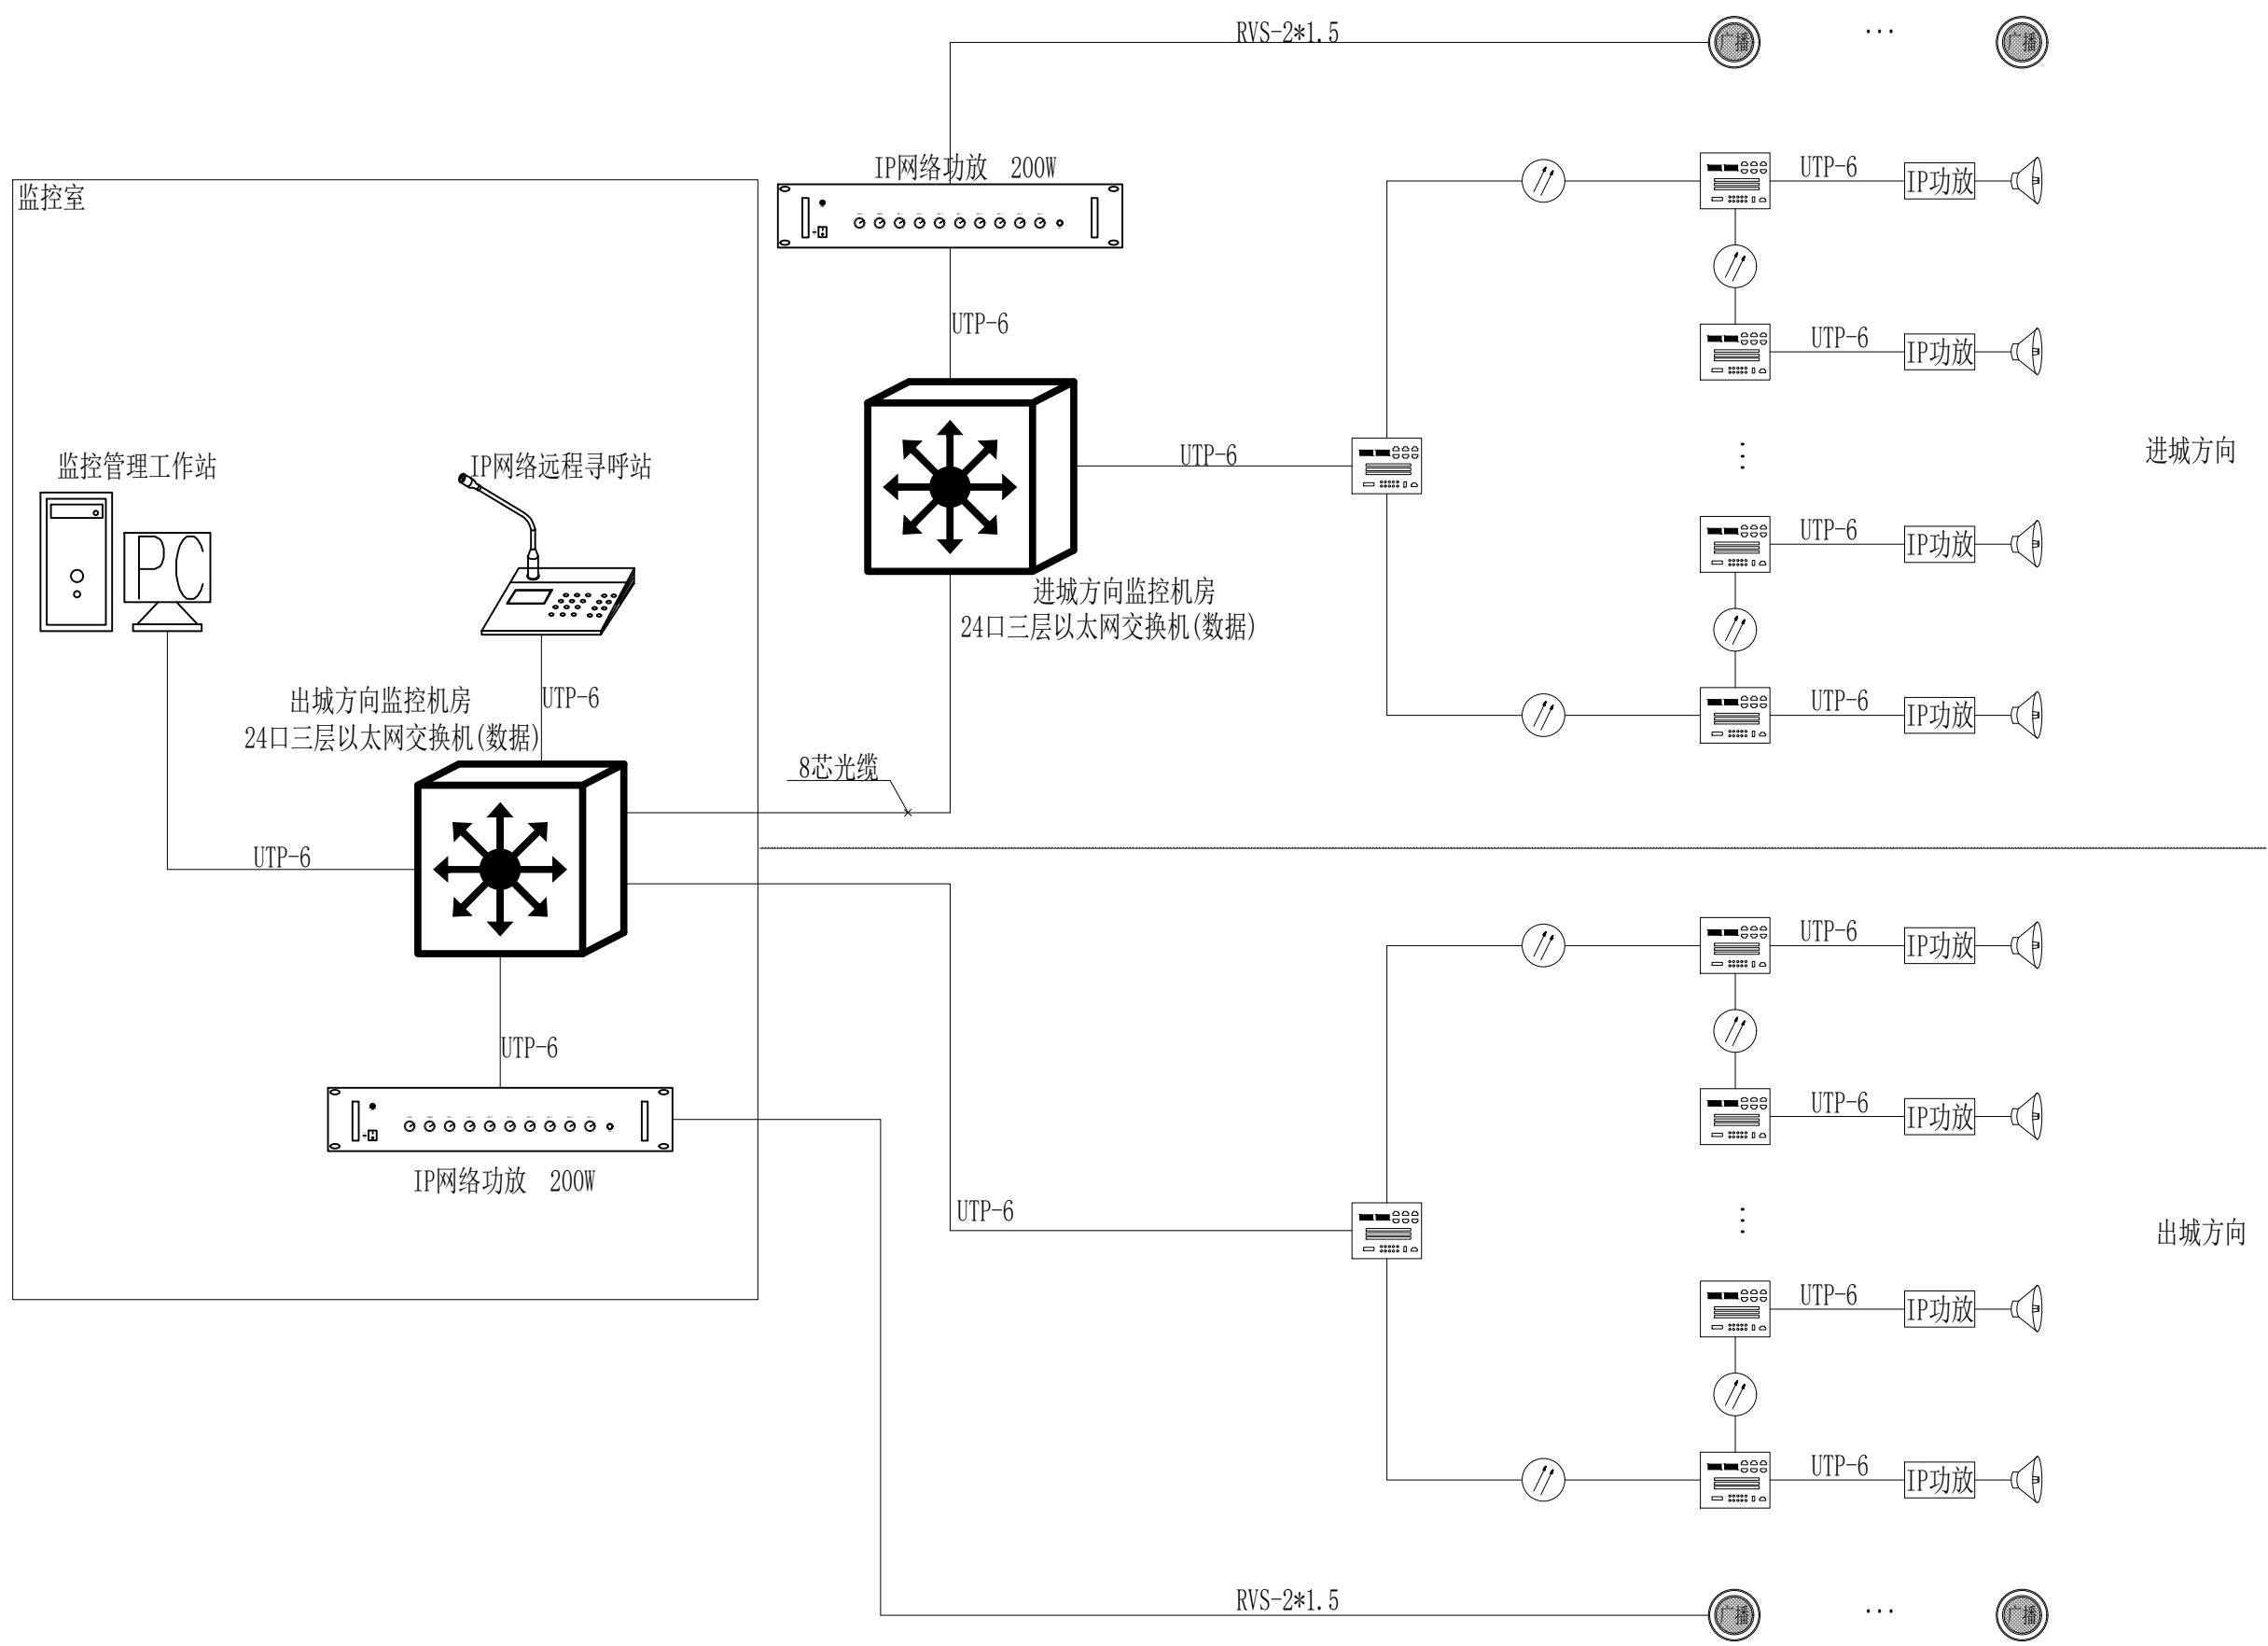 RVS-2*1.5
广播
...
广播
IP网络功放 200W
监控室
UTP-6
IP功放
UTP-6
UTP-6
IP功放
进城方向
UTP-6
监控管理工作站
IP网络远程寻呼站
PC
UTP-6
IP功放
进城方向监控机房
24口三层以太网交换机(数据)
出城方向监控机房
24口三层以太网交换机(数据)
UTP-6
UTP-6
IP功放
8芯光缆
UTP-6
UTP-6
IP功放
UTP-6
UTP-6
IP功放
IP网络功放 200W
UTP-6
出城方向
UTP-6
IP功放
UTP-6
IP功放
RVS-2*1.5
广播
...
广播